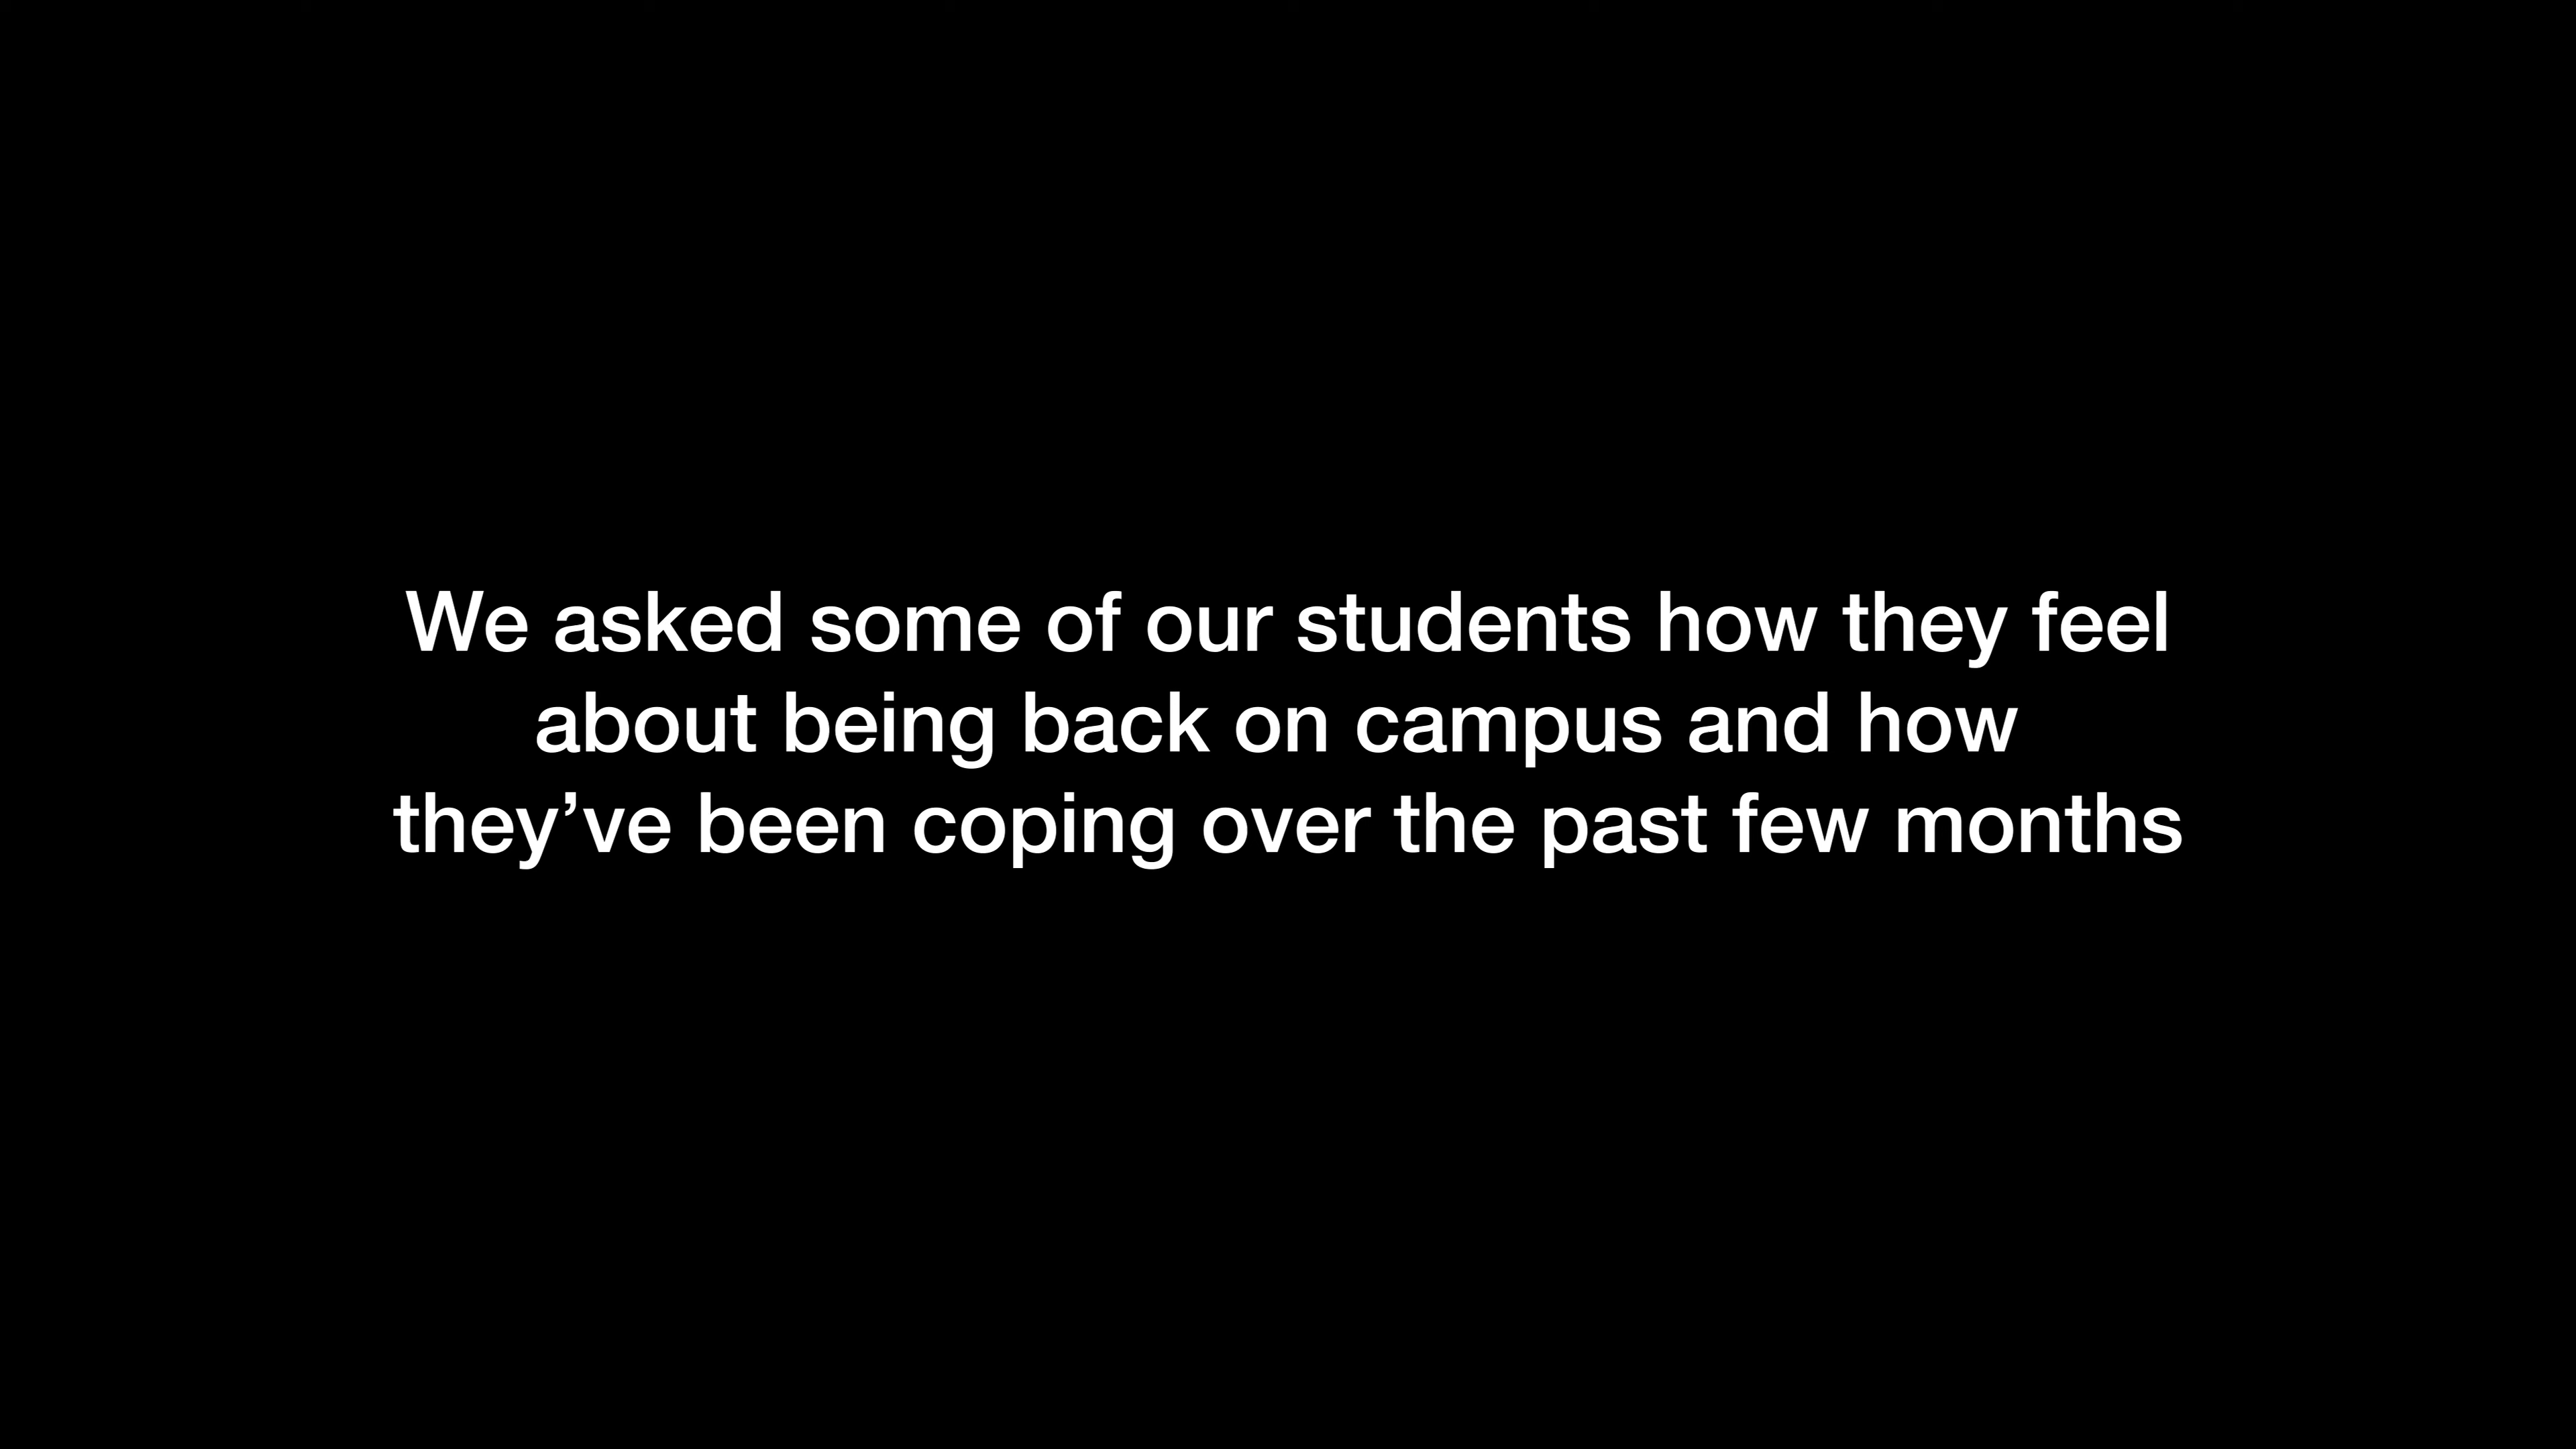 We asked some of our students how they feel
about being back on campus and how
they’ve been coping over the past few months